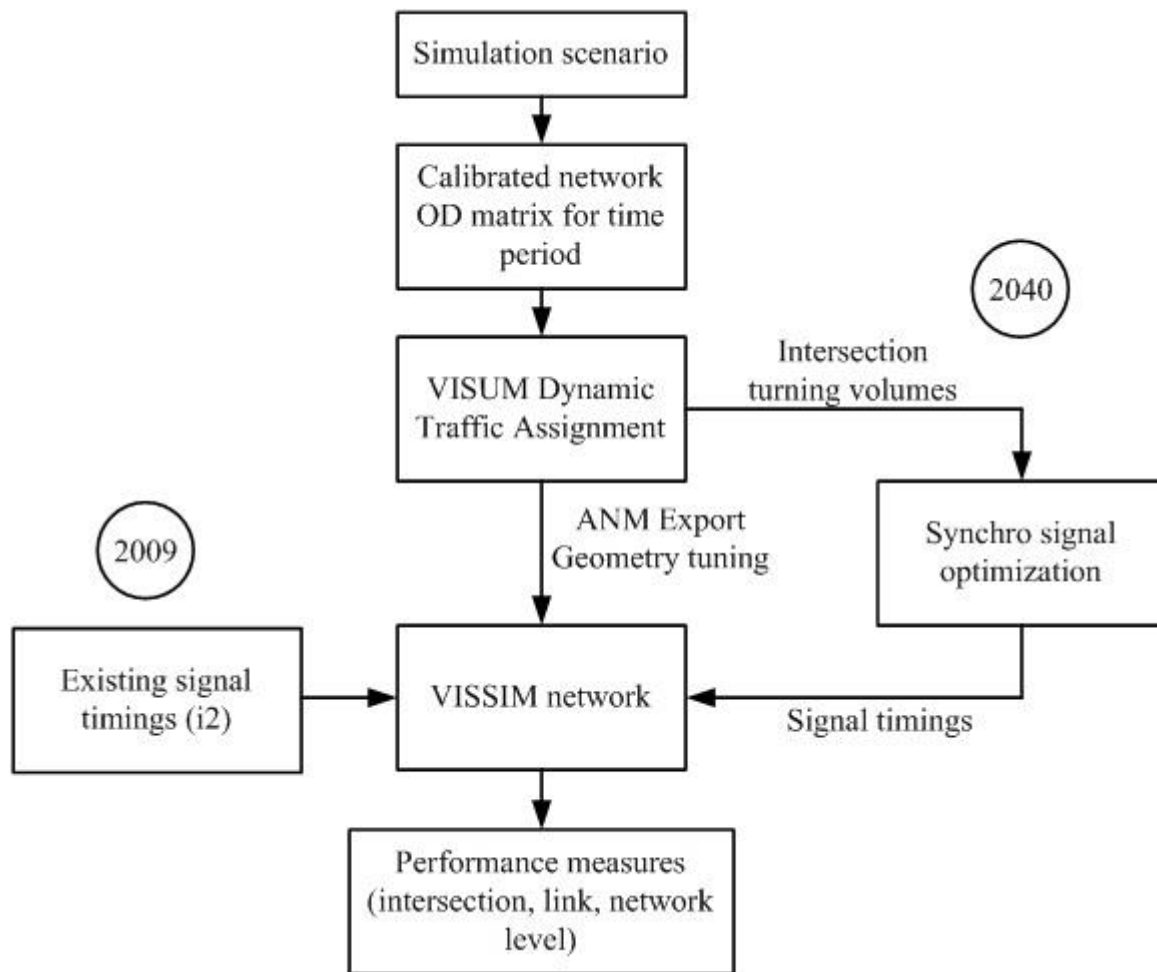 Simulation scenario
Calibrated network
OD matrix for time
period
2040
VISUM Dynamic
Traffic Assignment
Intersection
turning volumes
ANM Export
Geometry tuning
Synchro signal
optimization
2009
Existing signal
timings (i2)
VISSIM network
Signal timings
Performance measures
(intersection, link, network
level)